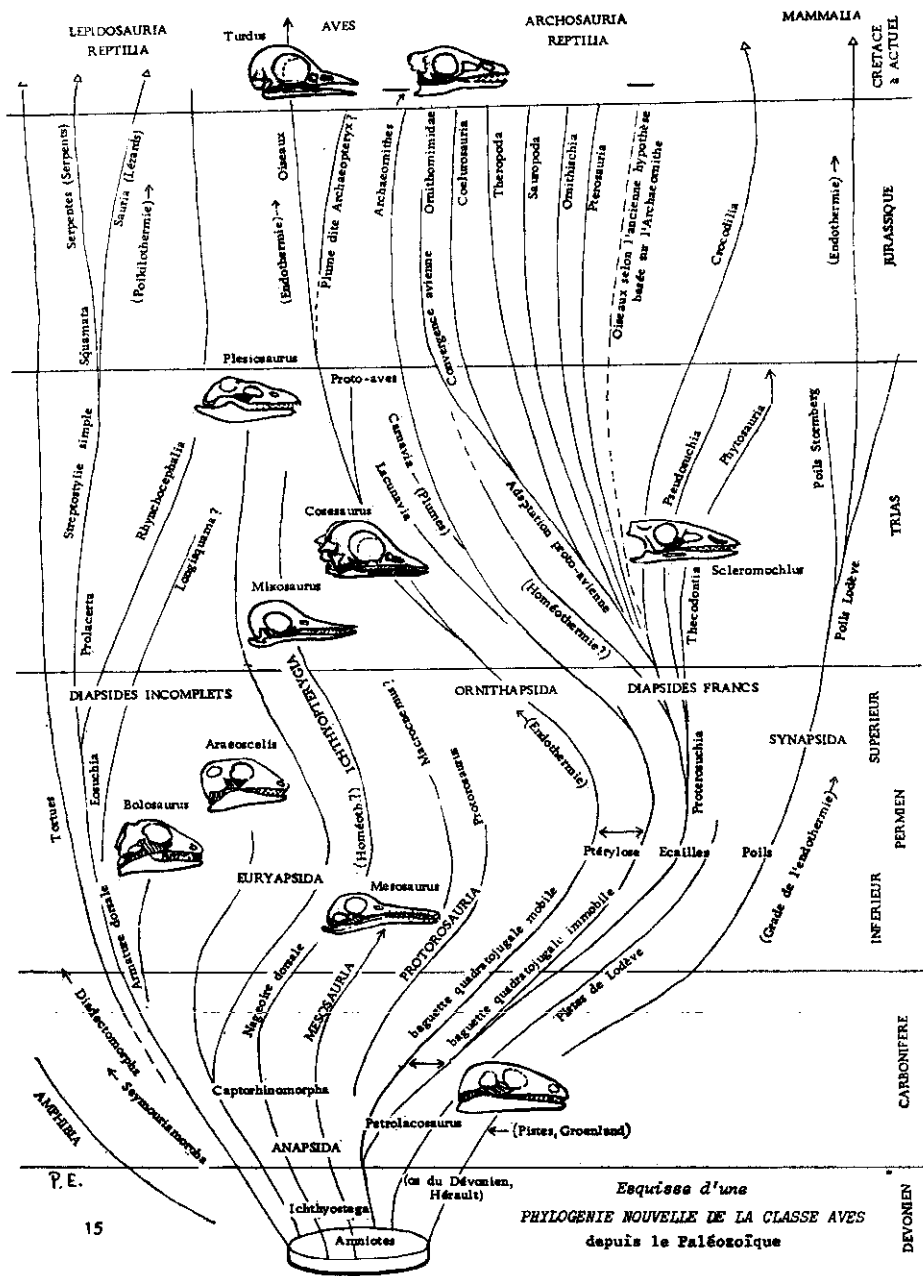 LEPIDOSAURIA
REPTILIA
Turdus
AVES
ARCHOSAURIA
REPTILIA
MAMMALIA
CRETACE
à ACTUEL
Serpentes (Serpents)
Sauria (Lézards)
(Poikilothermie) →
(Endothermie) →
Oiseaux
Plume dite Archaeopteryx ?
Archaeornithes
Ornithomimidae
Coelurosauria
Theropoda
Sauropoda
Ornithischia
Pterosauria
Oiseaux selon l'ancienne hypothèse
basée sur l'Archaeornithe
Crocodilia
(Endothermie) →
JURASSIQUE
Squamata
Convergence avienne
Plesiosaurus
Proto-aves
Streptostylie simple
Rhynchocephalia
Longisquama ?
Prolacerta
Cosesaurus
Mixosaurus
Carnavia — (Plumes)
Lacunavia
Adaptation proto-avienne
(Homéothermie ?)
Pseudosuchia
Phytosauria
Scleromochlus
Thecodontia
Poils Stormberg
Poils Lodève
TRIAS
DIAPSIDES INCOMPLETS
ICHTHYOPTERYGIA
ORNITHAPSIDA
DIAPSIDES FRANCS
SYNAPSIDA
SUPERIEUR
PERMIEN
INFERIEUR
Tortues
Eosuchia
Araeoscelis
Bolosaurus
Macrocnemus ?
Protorosaurus
(Endothermie)
Proterosuchia
(Homéoth ?)
EURYAPSIDA
Ptérylose
Ecailles
Poils
(Grade de l'endothermie) →
Armature dorsale
Mesosaurus
PROTOROSAURIA
baguette quadratojugale mobile
baguette quadratojugale immobile
Pistes de Lodève
Diadectomorpha
Nageoire dorsale
MESOSAURIA
CARBONIFERE
Seymouriamorpha
AMPHIBIA
Captorhinomorpha
Petrolacosaurus
← (Pistes, Groenland)
ANAPSIDA
P.E.
(os du Dévonien,
Hérault)
Ichthyostega
Amniotes
15
Esquisse d'une
PHYLOGENIE NOUVELLE DE LA CLASSE AVES
depuis le Paléozoïque
DEVONIEN